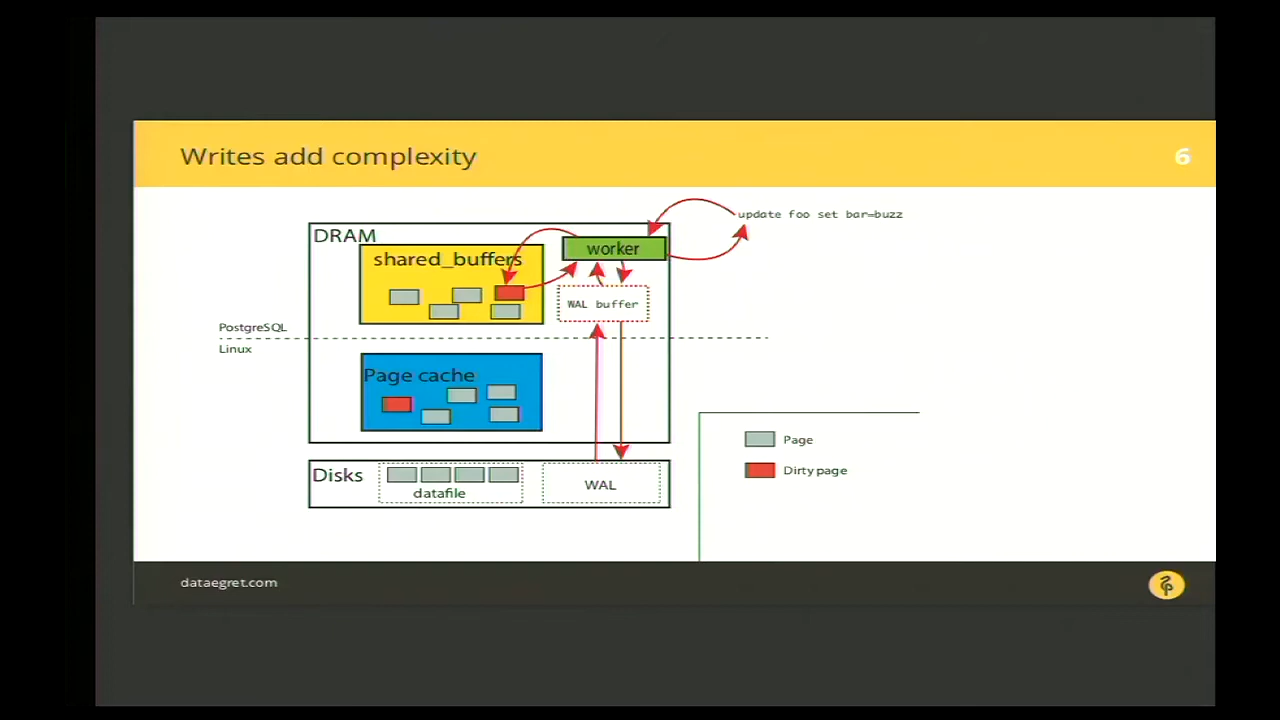 Writes add complexity
6
update foo set bar=buzz
DRAM
worker
shared_buffers
WAL buffer
PostgreSQL
Linux
Page cache
Page
Dirty page
Disks
datafile
WAL
dataegret.com